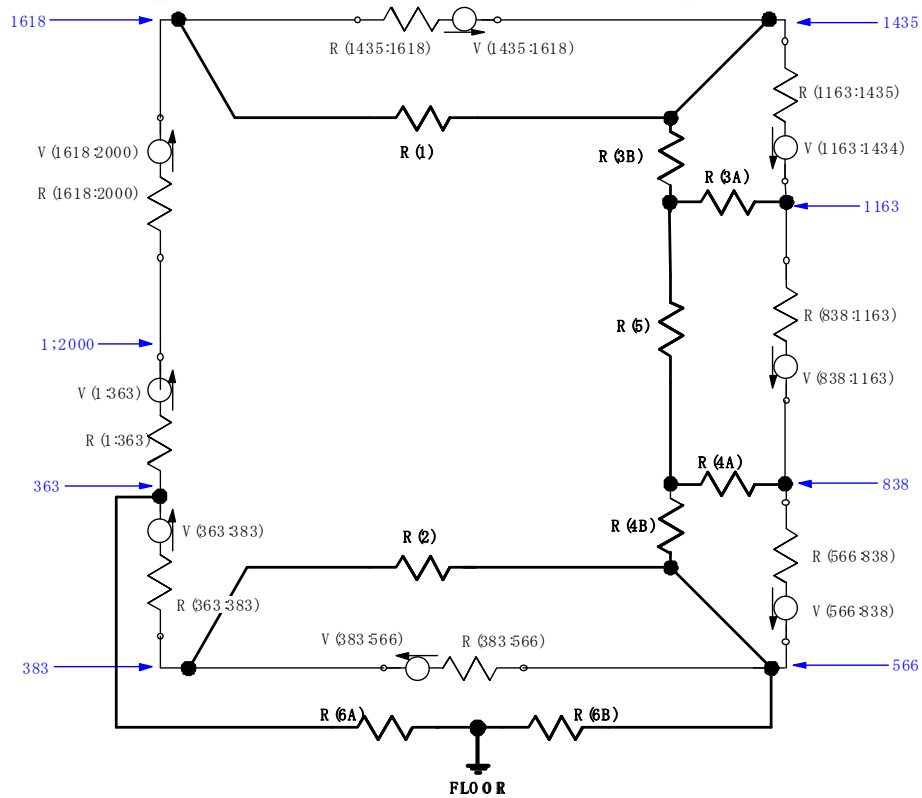 1618
1435
R(1435:1618)
V(1435:1618)
R(1163:1435)
R(1)
V(1618:2000)
R(3B)
V(1163:1434)
R(3A)
R(1618:2000)
1163
R(5)
R(838:1163)
1;2000
V(1:363)
V(838:1163)
R(1:363)
R(4A)
363
838
R(4B)
V(363:383)
R(2)
R(566:838)
R(363:383)
V(566:838)
V(383:566)
R(383:566)
383
566
R(6A)
R(6B)
FLOOR